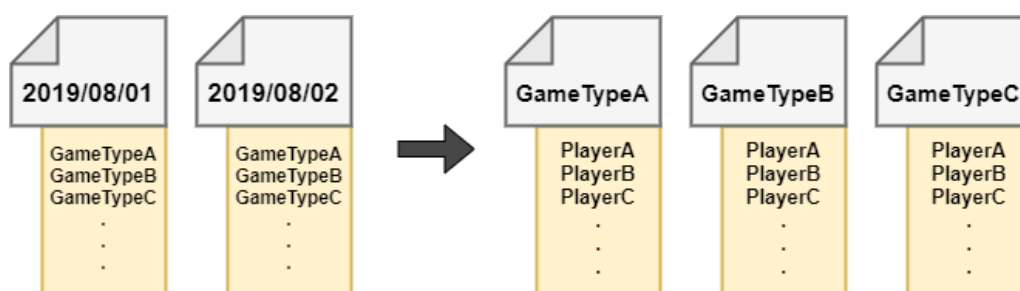 2019/08/01
GameTypeA
GameTypeB
GameTypeC
.
.
.
2019/08/02
GameTypeA
GameTypeB
GameTypeC
.
.
.
GameTypeA
PlayerA
PlayerB
PlayerC
.
.
.
GameTypeB
PlayerA
PlayerB
PlayerC
.
.
.
GameTypeC
PlayerA
PlayerB
PlayerC
.
.
.